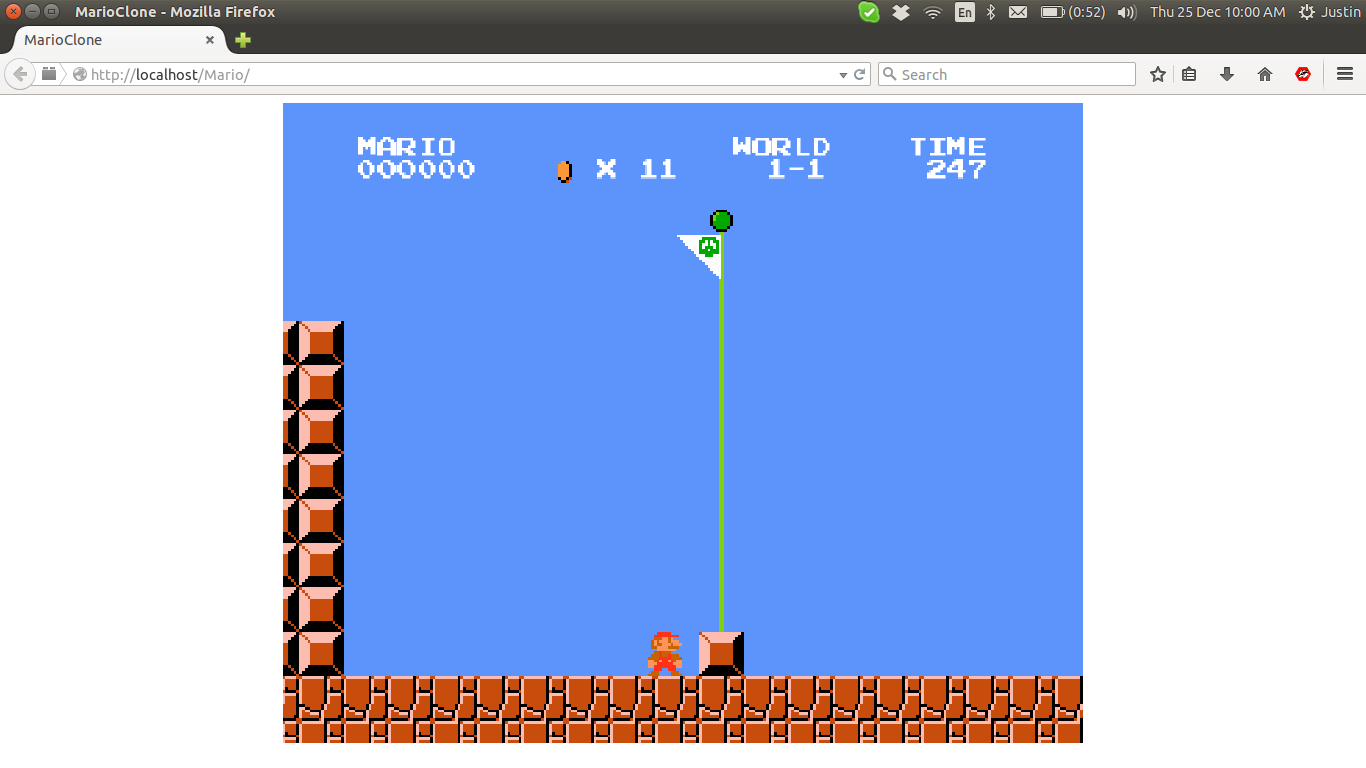 MarioClone - Mozilla Firefox
En
(0:52)
Thu 25 Dec 10:00 AM
Justin
MarioClone
http://localhost/Mario/
Search
MARIO
WORLD
TIME
000000
X 11
1-1
247